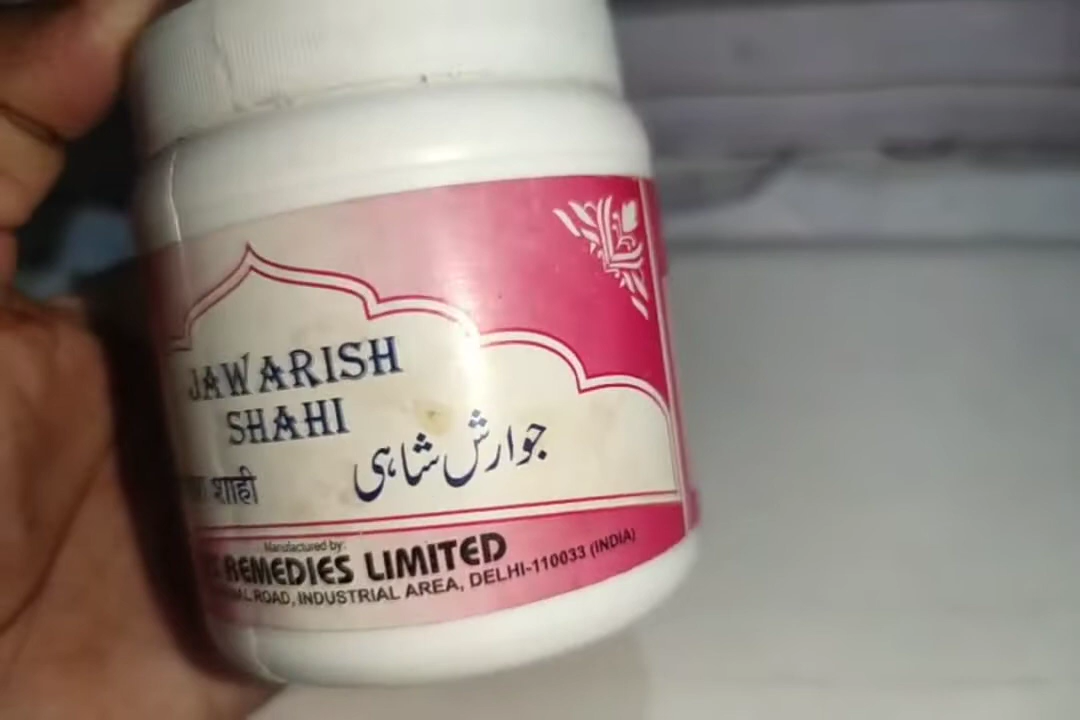 JAWARISH
SHAHI
جوارش شاہی
शाही
Manufactured by:
REMEDIES LIMITED
ROAD, INDUSTRIAL AREA, DELHI-110033 (INDIA)